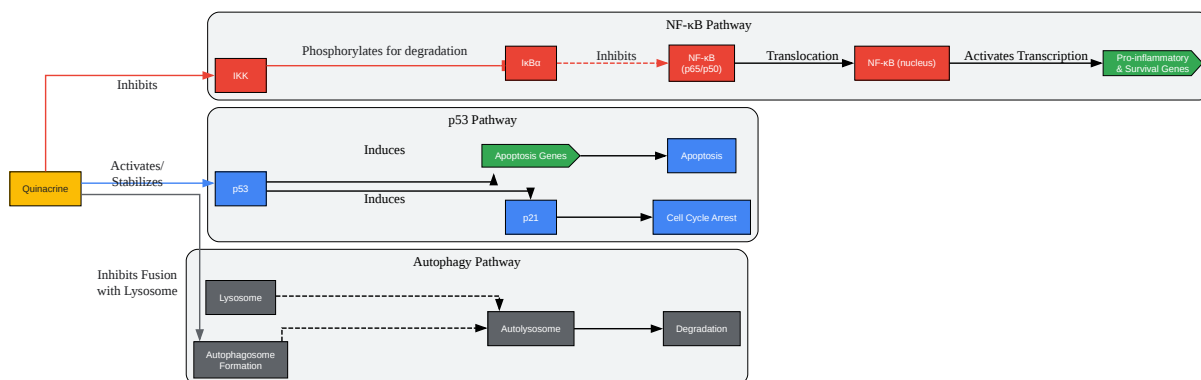 NF-κB Pathway
Phosphorylates for degradation
Inhibits
Translocation
Activates Transcription
Inhibits
IKK
IκBα
NF-κB
(p65/p50)
NF-κB (nucleus)
Pro-inflammatory
& Survival Genes
p53 Pathway
Induces
Apoptosis Genes
Apoptosis
Activates/
Stabilizes
Quinacrine
p53
Induces
p21
Cell Cycle Arrest
Autophagy Pathway
Inhibits Fusion
with Lysosome
Lysosome
Autolysosome
Degradation
Autophagosome
Formation